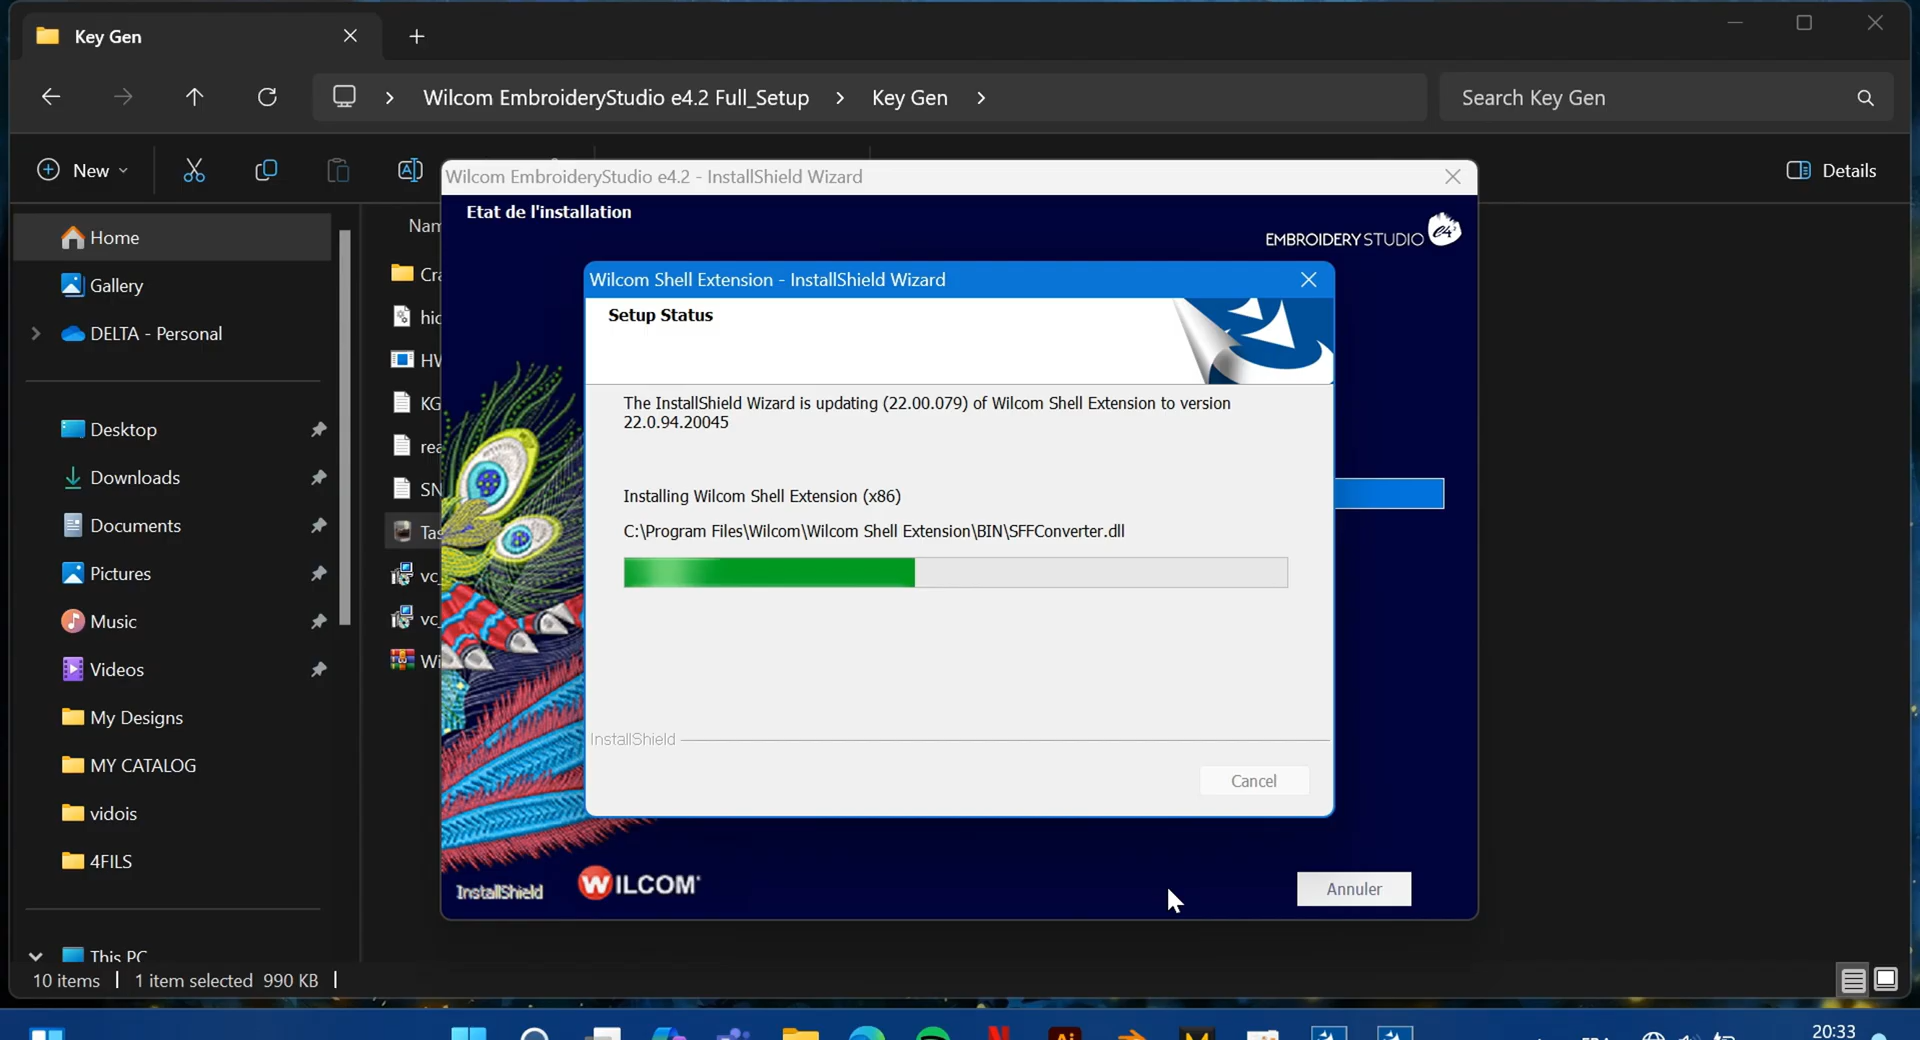 Key Gen
Wilcom EmbroideryStudio e4.2 Full_Setup
Key Gen
Search Key Gen
New
Details
Home
Gallery
DELTA - Personal
Desktop
Downloads
Documents
Pictures
Music
Videos
My Designs
MY CATALOG
vidois
4FILS
This PC
10 items
1 item selected 990 KB
Wilcom EmbroideryStudio e4.2 - InstallShield Wizard
Etat de l'installation
EMBROIDERYSTUDIO e4²
Wilcom Shell Extension - InstallShield Wizard
Setup Status
The InstallShield Wizard is updating (22.00.079) of Wilcom Shell Extension to version
22.0.94.20045
Installing Wilcom Shell Extension (x86)
C:\Program Files\Wilcom\Wilcom Shell Extension\BIN\SFFConverter.dll
InstallShield
Cancel
InstallShield
WILCOM
Annuler
20:33